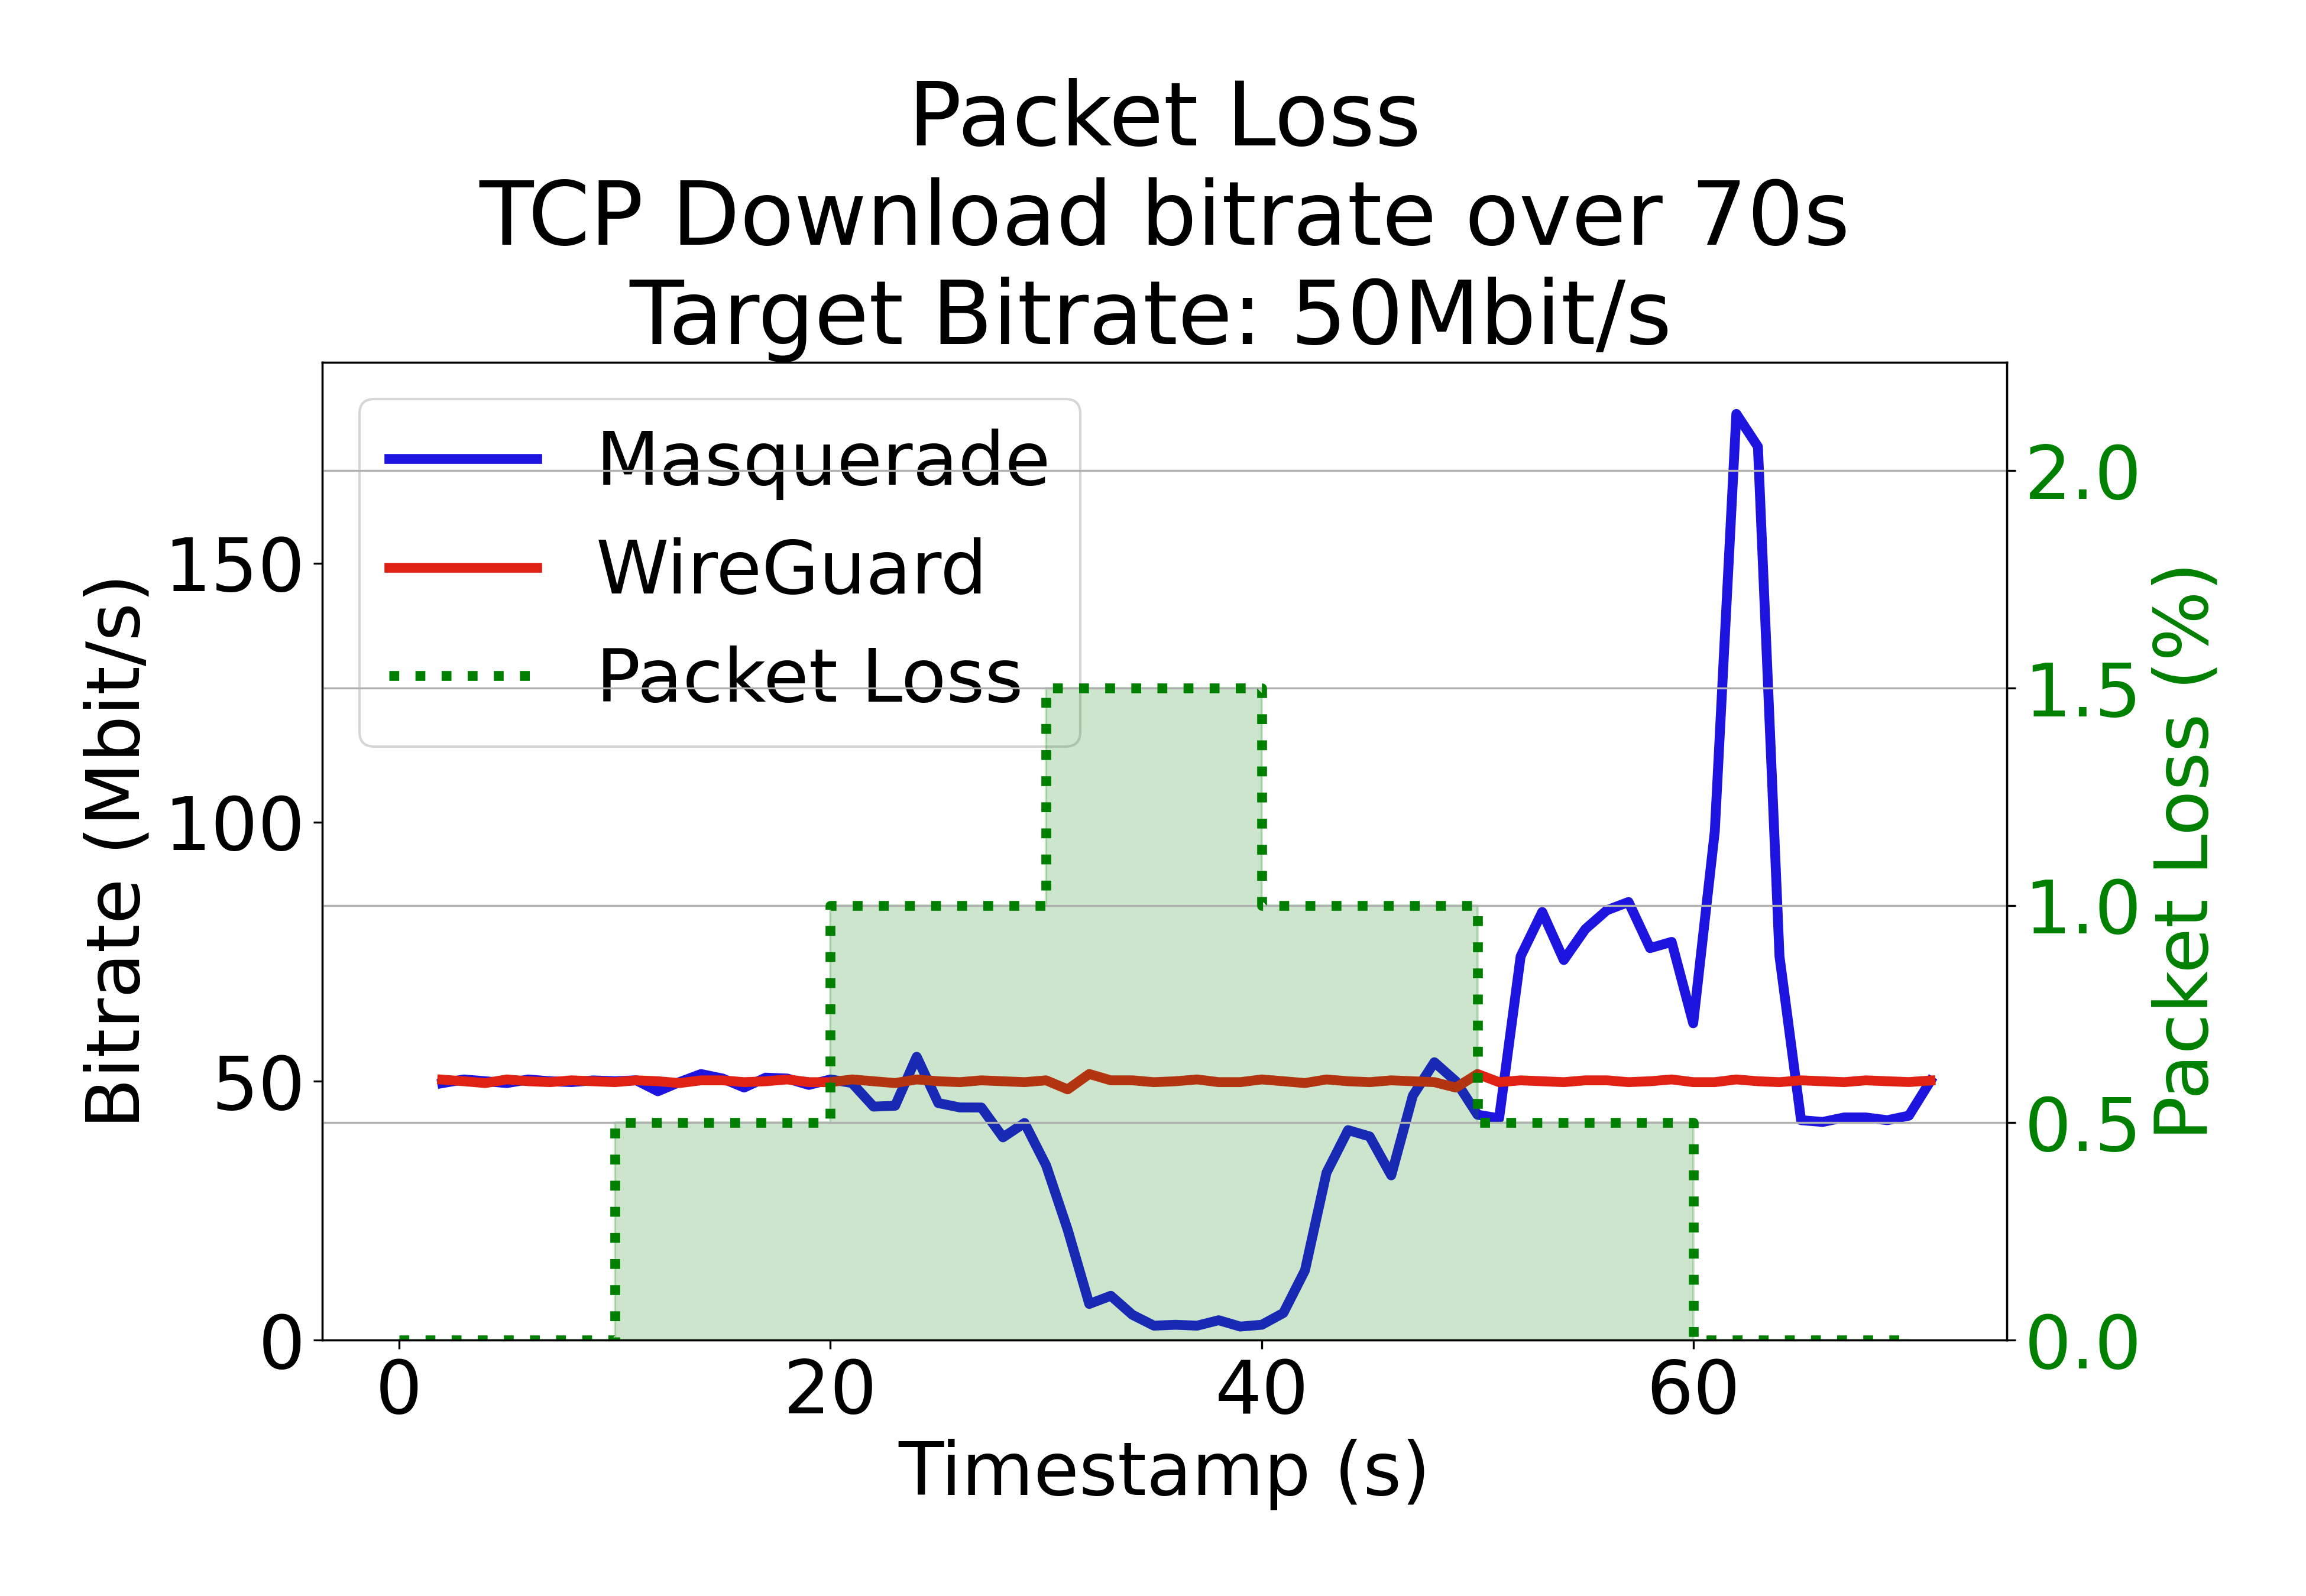 Packet Loss
TCP Download bitrate over 70s
Target Bitrate: 50Mbit/s
Masquerade
WireGuard
Packet Loss
Bitrate (Mbit/s)
150
100
50
0
2.0
1.5
1.0
0.5
0.0
Packet Loss (%)
0 20 40 60
Timestamp (s)